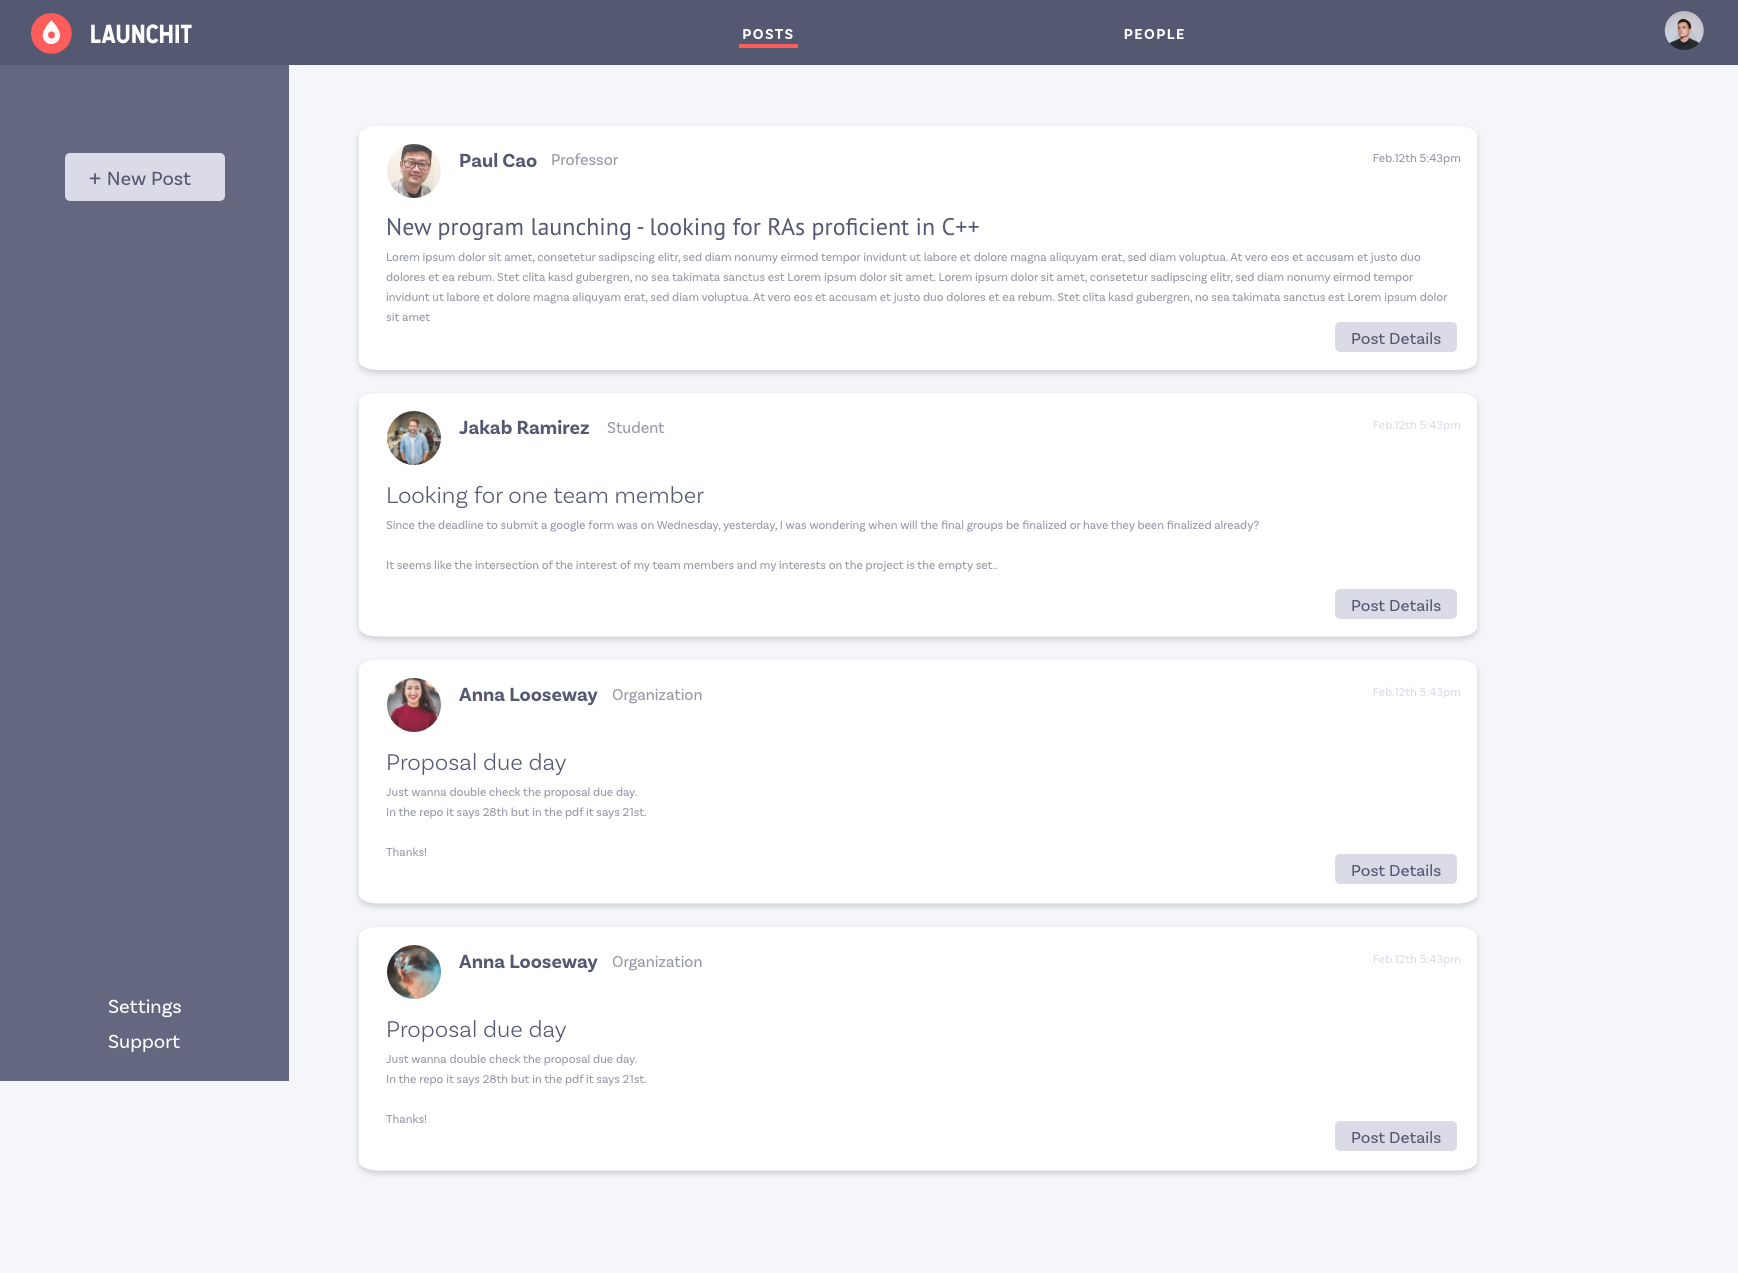 LAUNCHIT
POSTS
PEOPLE
+ New Post
Paul Cao Professor
Feb.12th 5:43pm
New program launching - looking for RAs proficient in C++
Lorem ipsum dolor sit amet, consetetur sadipscing elitr, sed diam nonumy eirmod tempor invidunt ut labore et dolore magna aliquyam erat, sed diam voluptua. At vero eos et accusam et justo duo
dolores et ea rebum. Stet clita kasd gubergren, no sea takimata sanctus est Lorem ipsum dolor sit amet. Lorem ipsum dolor sit amet, consetetur sadipscing elitr, sed diam nonumy eirmod tempor
invidunt ut labore et dolore magna aliquyam erat, sed diam voluptua. At vero eos et accusam et justo duo dolores et ea rebum. Stet clita kasd gubergren, no sea takimata sanctus est Lorem ipsum dolor
sit amet
Post Details
Jakab Ramirez Student
Feb.12th 5:43pm
Looking for one team member
Since the deadline to submit a google form was on Wednesday, yesterday, I was wondering when will the final groups be finalized or have they been finalized already?
It seems like the intersection of the interest of my team members and my interests on the project is the empty set..
Post Details
Anna Looseway Organization
Feb.12th 5:43pm
Proposal due day
Just wanna double check the proposal due day.
In the repo it says 28th but in the pdf it says 21st.
Thanks!
Post Details
Anna Looseway Organization
Feb.12th 5:43pm
Proposal due day
Just wanna double check the proposal due day.
In the repo it says 28th but in the pdf it says 21st.
Thanks!
Post Details
Settings
Support